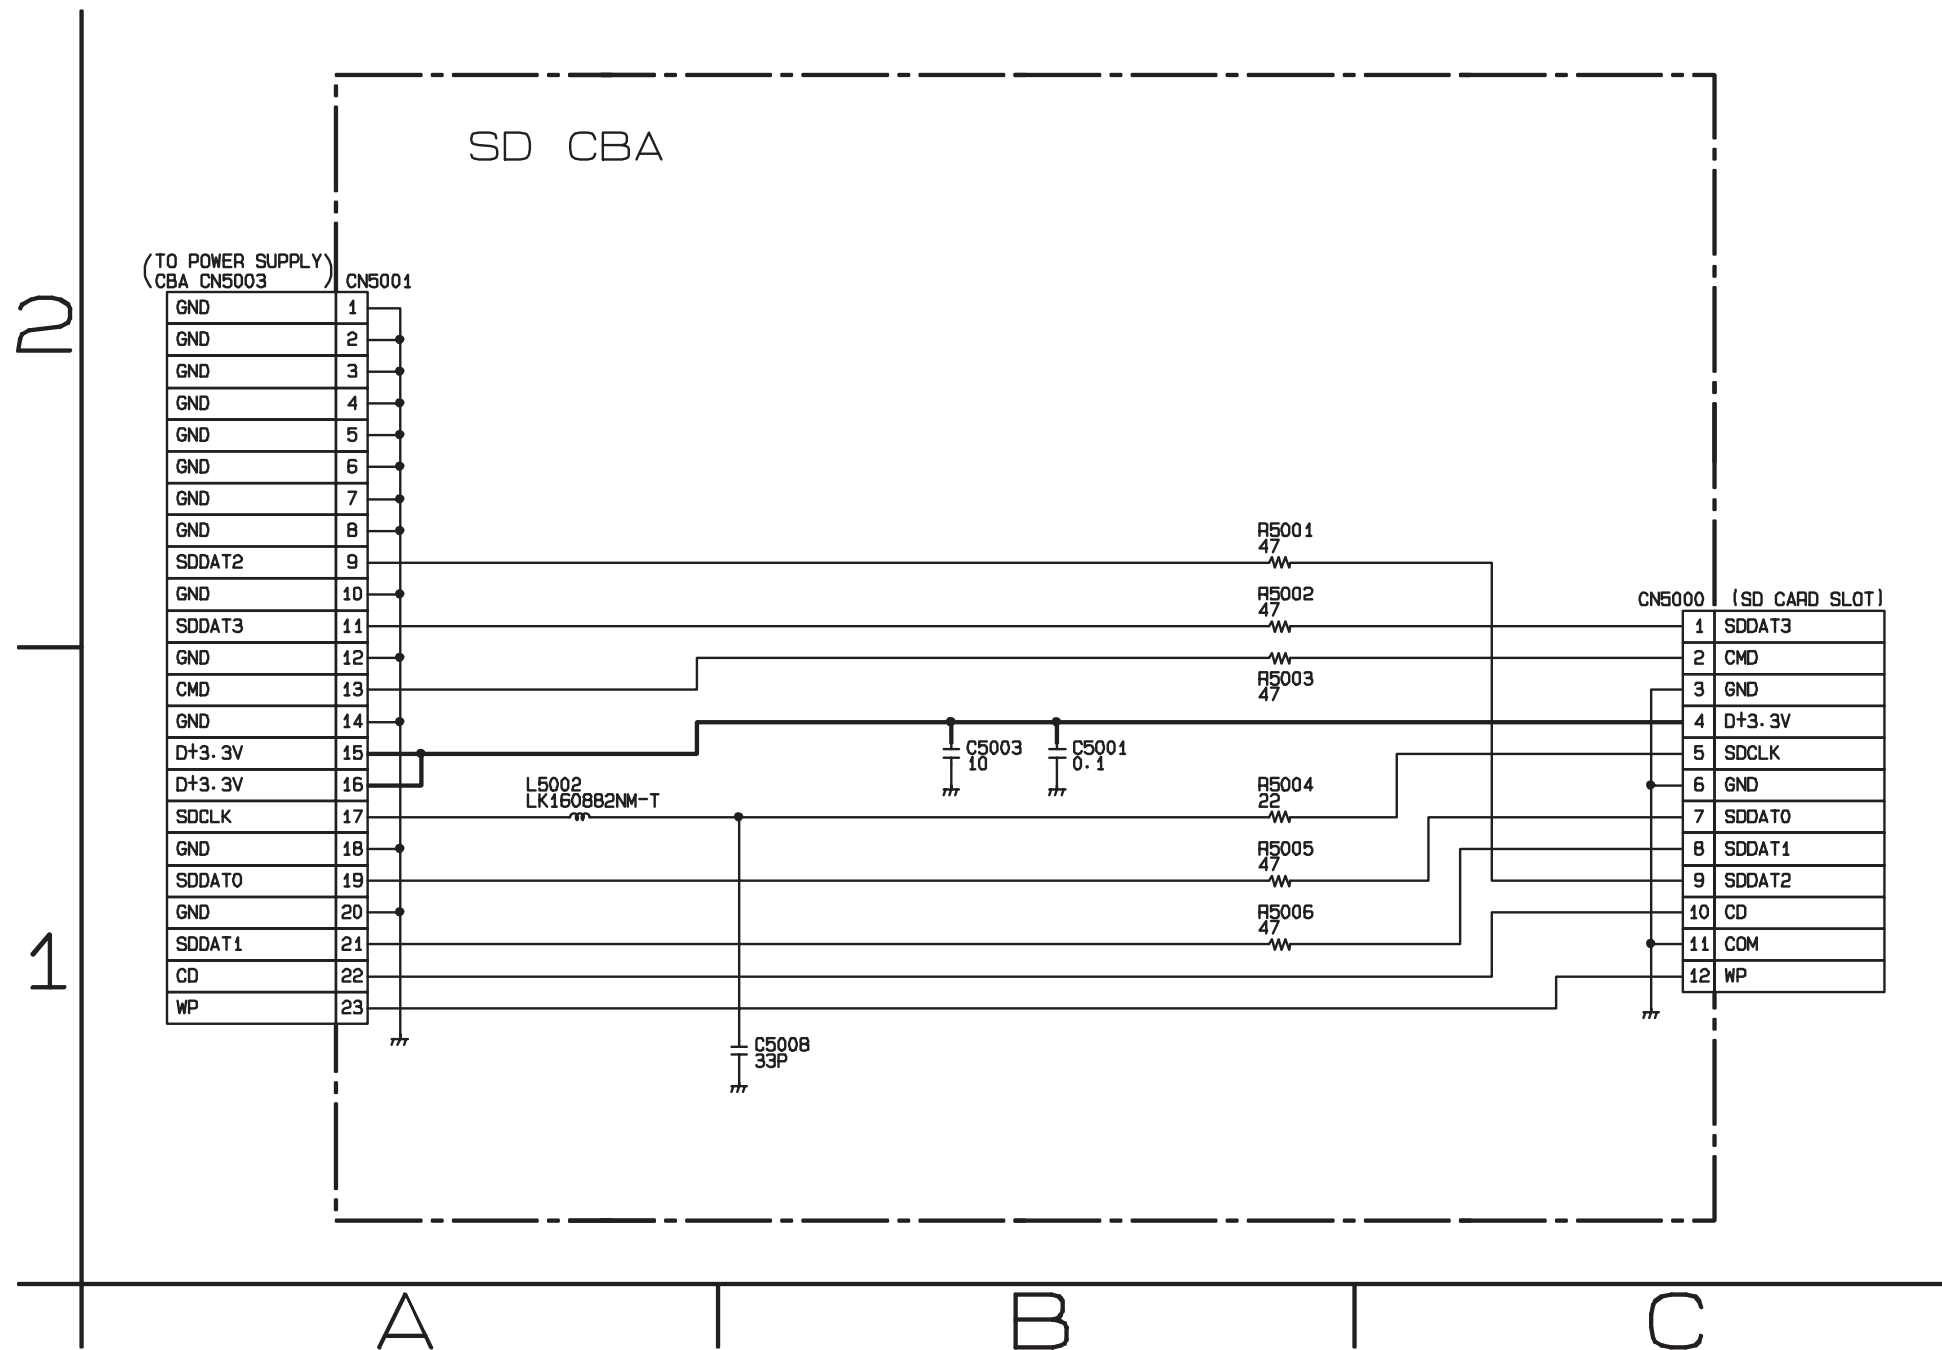 SD CBA
(TO POWER SUPPLY)
(CBA CN5003) CN5001
GND 1
GND 2
GND 3
GND 4
GND 5
GND 6
GND 7
GND 8
SDDAT2 9
GND 10
SDDAT3 11
GND 12
CMD 13
GND 14
D+3.3V 15
D+3.3V 16
SDCLK 17
GND 18
SDDAT0 19
GND 20
SDDAT1 21
CD 22
WP 23
L5002
LK160882NM-T
C5008
33P
C5003
10
C5001
0.1
R5001
47
R5002
47
R5003
47
R5004
22
R5005
47
R5006
47
CN5000 (SD CARD SLOT)
1 SDDAT3
2 CMD
3 GND
4 D+3.3V
5 SDCLK
6 GND
7 SDDAT0
8 SDDAT1
9 SDDAT2
10 CD
11 COM
12 WP
2
1
A
B
C